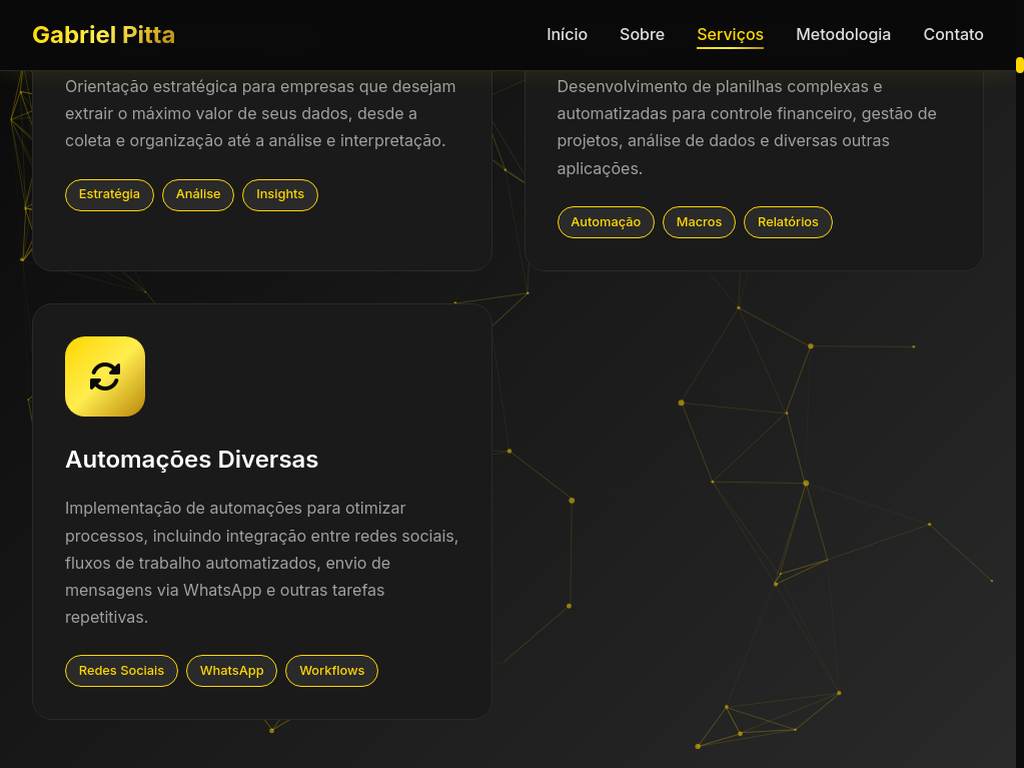 Gabriel Pitta
Início
Sobre
Serviços
Metodologia
Contato
Orientação estratégica para empresas que desejam
extrair o máximo valor de seus dados, desde a
coleta e organização até a análise e interpretação.
Estratégia
Análise
Insights
Desenvolvimento de planilhas complexas e
automatizadas para controle financeiro, gestão de
projetos, análise de dados e diversas outras
aplicações.
Automação
Macros
Relatórios
Automações Diversas
Implementação de automações para otimizar
processos, incluindo integração entre redes sociais,
fluxos de trabalho automatizados, envio de
mensagens via WhatsApp e outras tarefas
repetitivas.
Redes Sociais
WhatsApp
Workflows